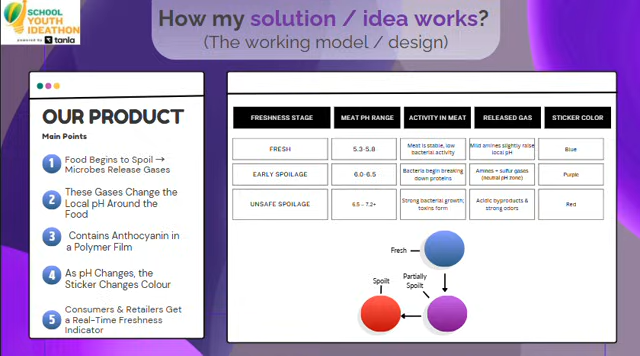 SCHOOL
YOUTH
IDEATHON
powered by tanla
How my solution / idea works?
(The working model / design)
OUR PRODUCT
Main Points
1 Food Begins to Spoil →
Microbes Release Gases
2 These Gases Change the
Local pH Around the
Food
3 Contains Anthocyanin in
a Polymer Film
4 As pH Changes, the
Sticker Changes Colour
5 Consumers & Retailers Get
a Real-Time Freshness
Indicator
FRESHNESS STAGE MEAT PH RANGE ACTIVITY IN MEAT RELEASED GAS STICKER COLOR
FRESH 5.3-5.8 Meat is stable, low bacterial activity Mild amines slightly raise local pH Blue
EARLY SPOILAGE 6.0-6.5 Bacteria begin breaking down proteins Amines + sulfur gases (Neutral pH zone) Purple
UNSAFE SPOILAGE 6.5 - 7.2+ Strong bacterial growth; toxins form Acidic byproducts & strong odors Red
Fresh
Spoilt
Partially
Spoilt